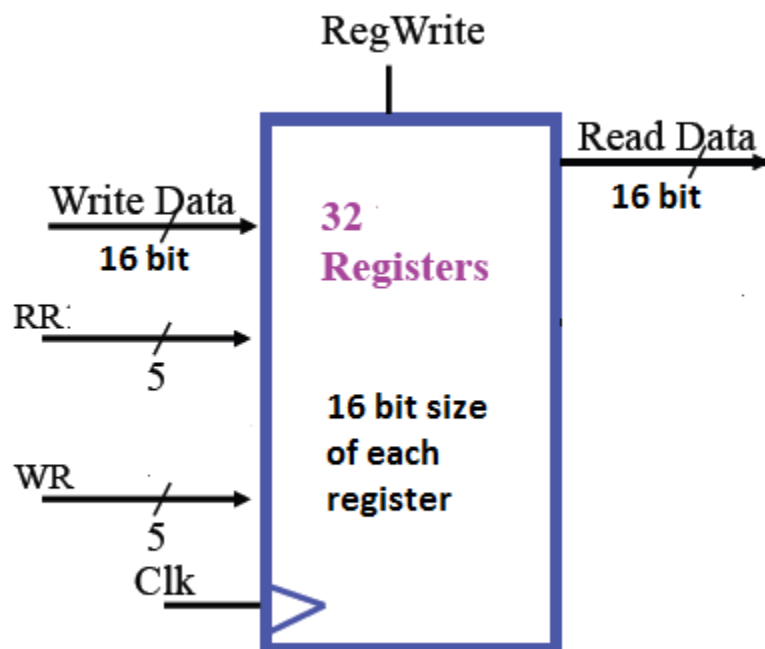 RegWrite
Read Data
16 bit
Write Data
16 bit
32
Registers
RR
5
16 bit size
of each
register
WR
5
Clk